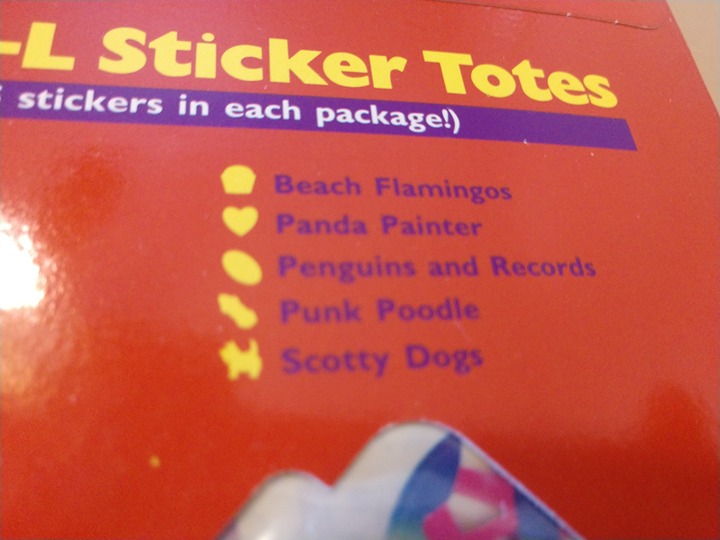 -L Sticker Totes
stickers in each package!)
Beach Flamingos
Panda Painter
Penguins and Records
Punk Poodle
Scotty Dogs